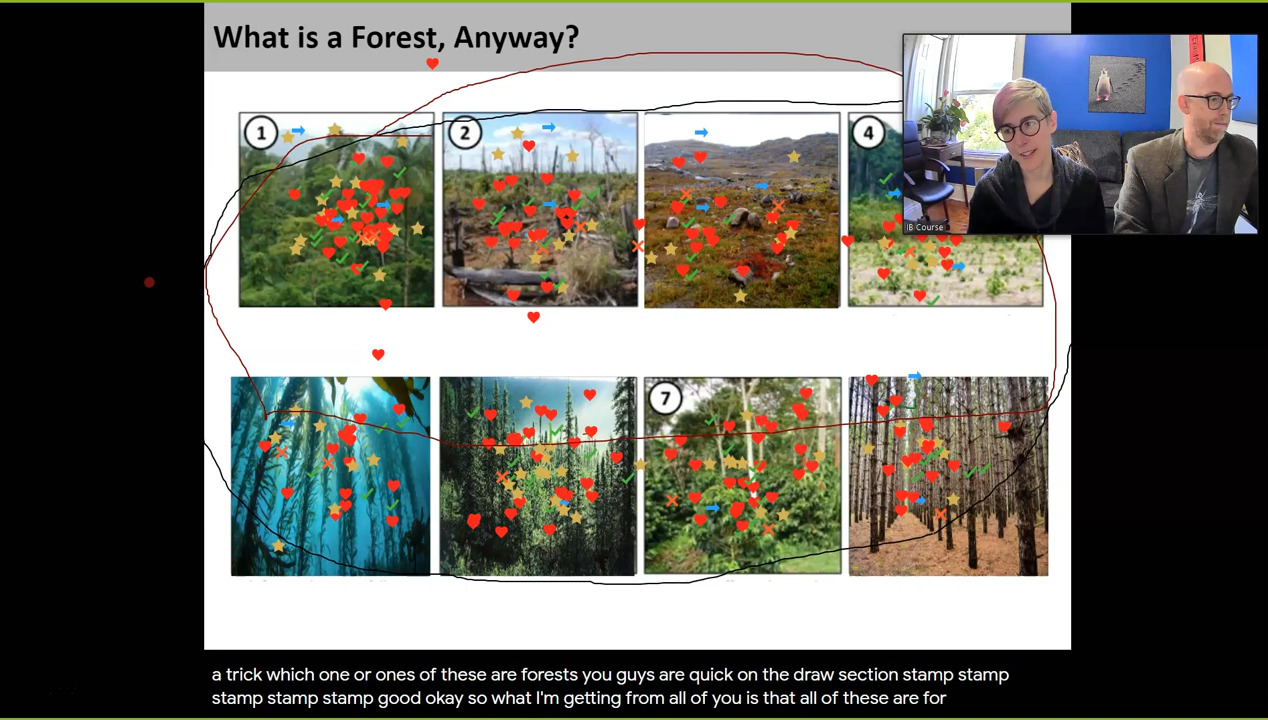 What is a Forest, Anyway?
1
2
4
IB Course
7
a trick which one or ones of these are forests you guys are quick on the draw section stamp stamp
stamp stamp stamp good okay so what I'm getting from all of you is that all of these are for